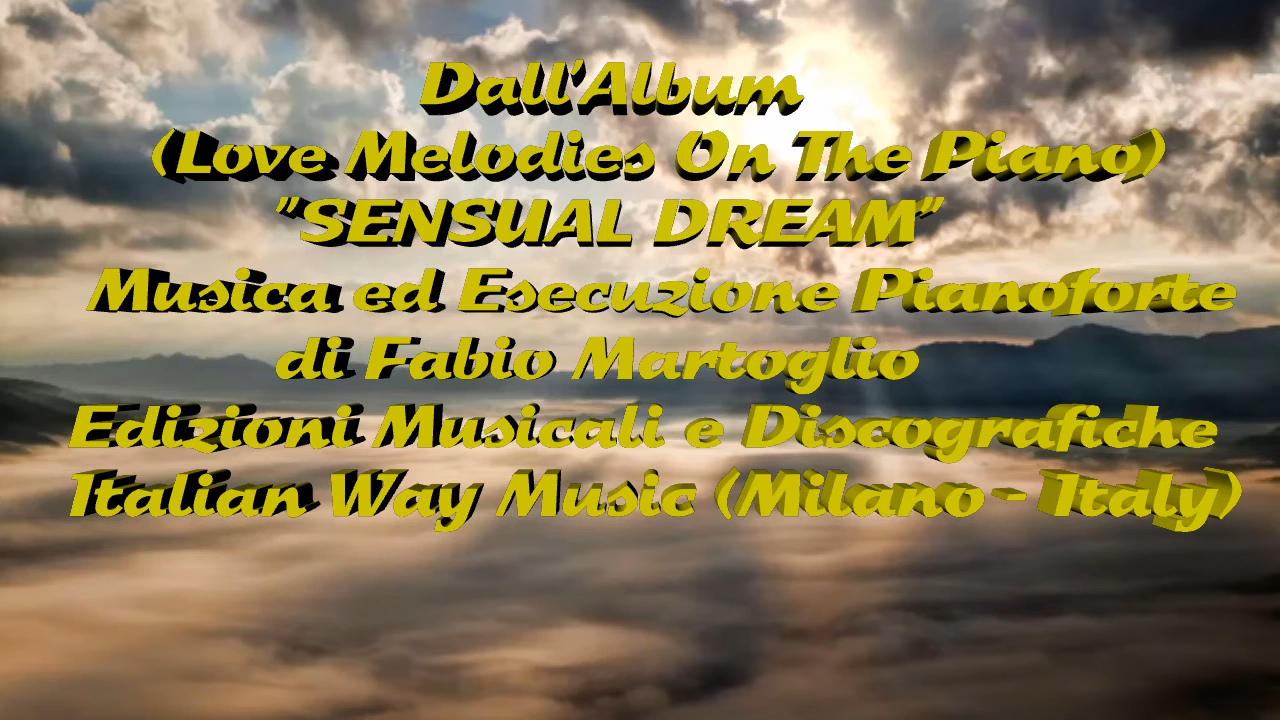 Dall'Album
(Love Melodies On The Piano)
"SENSUAL DREAM"
Musica ed Esecuzione Pianoforte
di Fabio Martoglio
Edizioni Musicali e Discografiche
Italian Way Music (Milano - Italy)